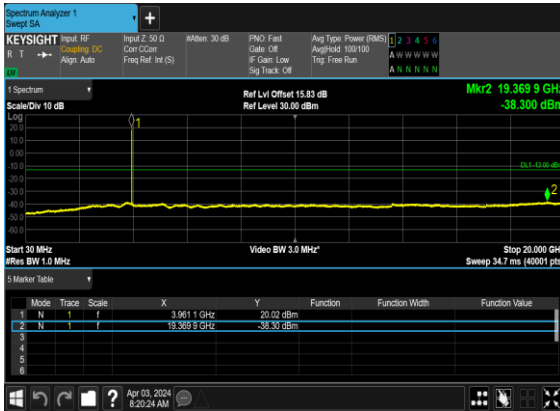 Spectrum Analyzer 1
Swept SA
KEYSIGHT
R T
LXI
Input: RF
Coupling: DC
Align: Auto
Input Z: 50 Ω
Corr CCorr
Freq Ref: Int (S)
#Atten: 30 dB
PNO: Fast
Gate: Off
IF Gain: Low
Sig Track: Off
Avg Type: Power (RMS)
Avg|Hold: 100/100
Trig: Free Run
1 2 3 4 5 6
A W W W W W
A N N N N N
1 Spectrum
Scale/Div 10 dB
Ref Lvl Offset 15.83 dB
Ref Level 30.00 dBm
Mkr2 19.369 9 GHz
-38.300 dBm
Log
20.0
10.0
0.00
-10.0
-20.0
-30.0
-40.0
-50.0
-60.0
1
DL1 -13.00 dBm
2
Start 30 MHz
#Res BW 1.0 MHz
Video BW 3.0 MHz*
Stop 20.000 GHz
Sweep 34.7 ms (40001 pts)
5 Marker Table
Mode Trace Scale X Y Function Function Width Function Value
1 N 1 f 3.961 1 GHz 20.02 dBm
2 N 1 f 19.369 9 GHz -38.30 dBm
3
4
5
6
?
Apr 03, 2024
8:20:24 AM